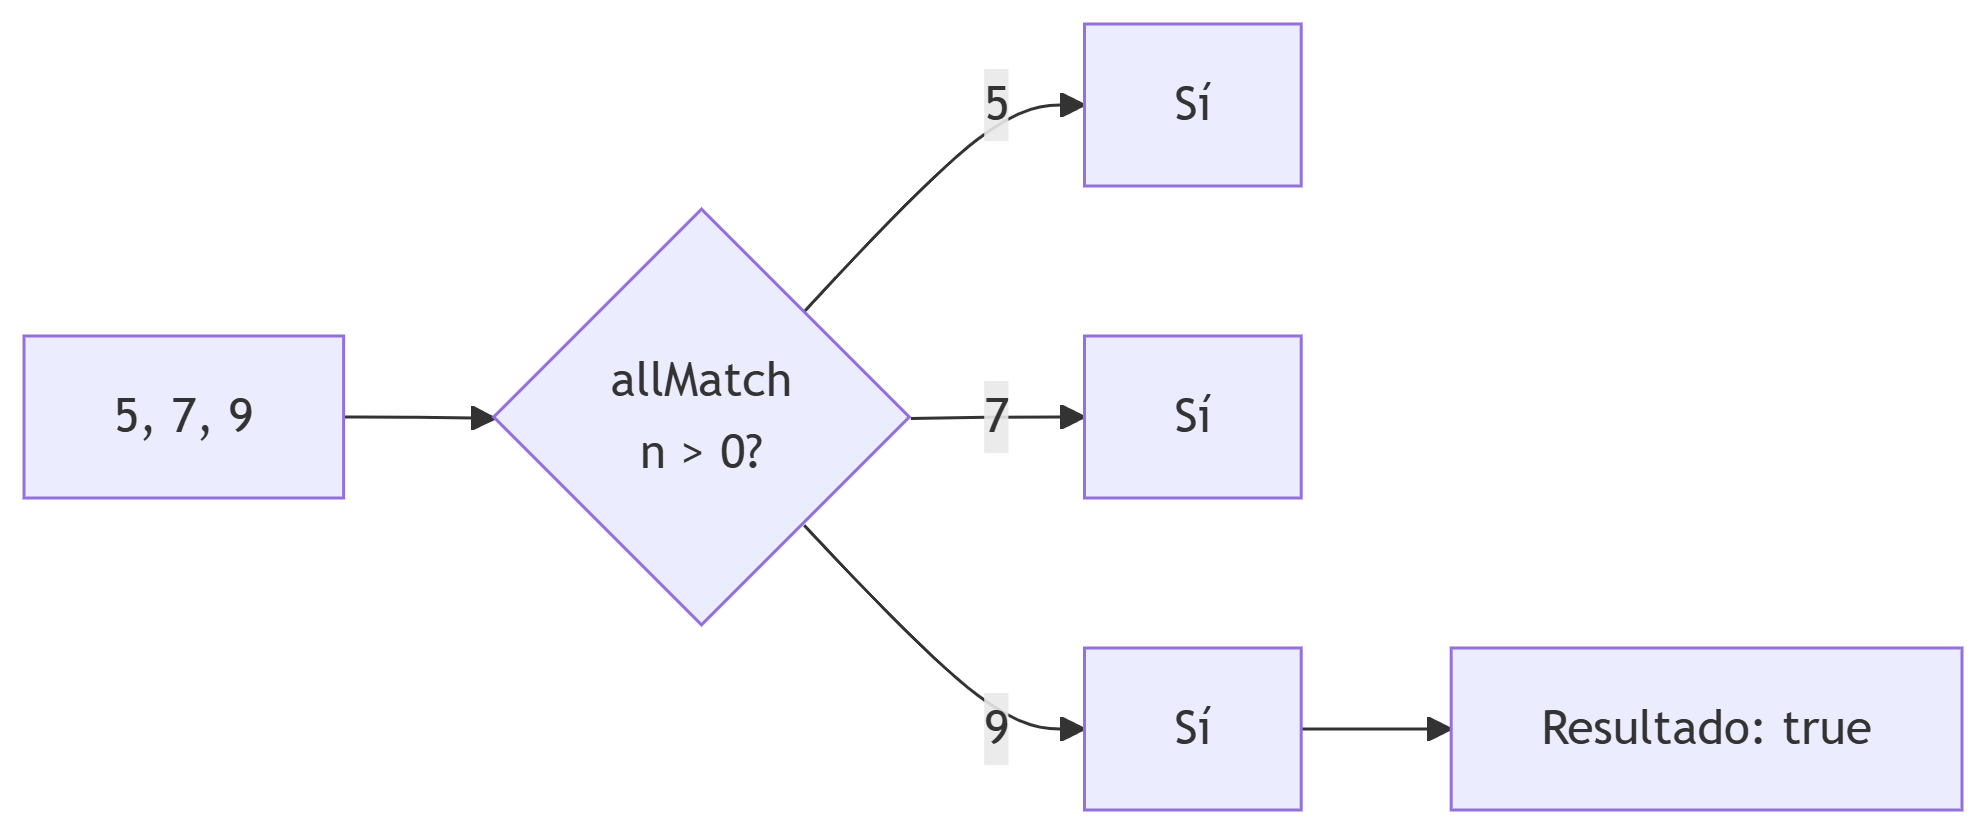 5, 7, 9
allMatch
n > 0?
5
Sí
7
Sí
9
Sí
Resultado: true